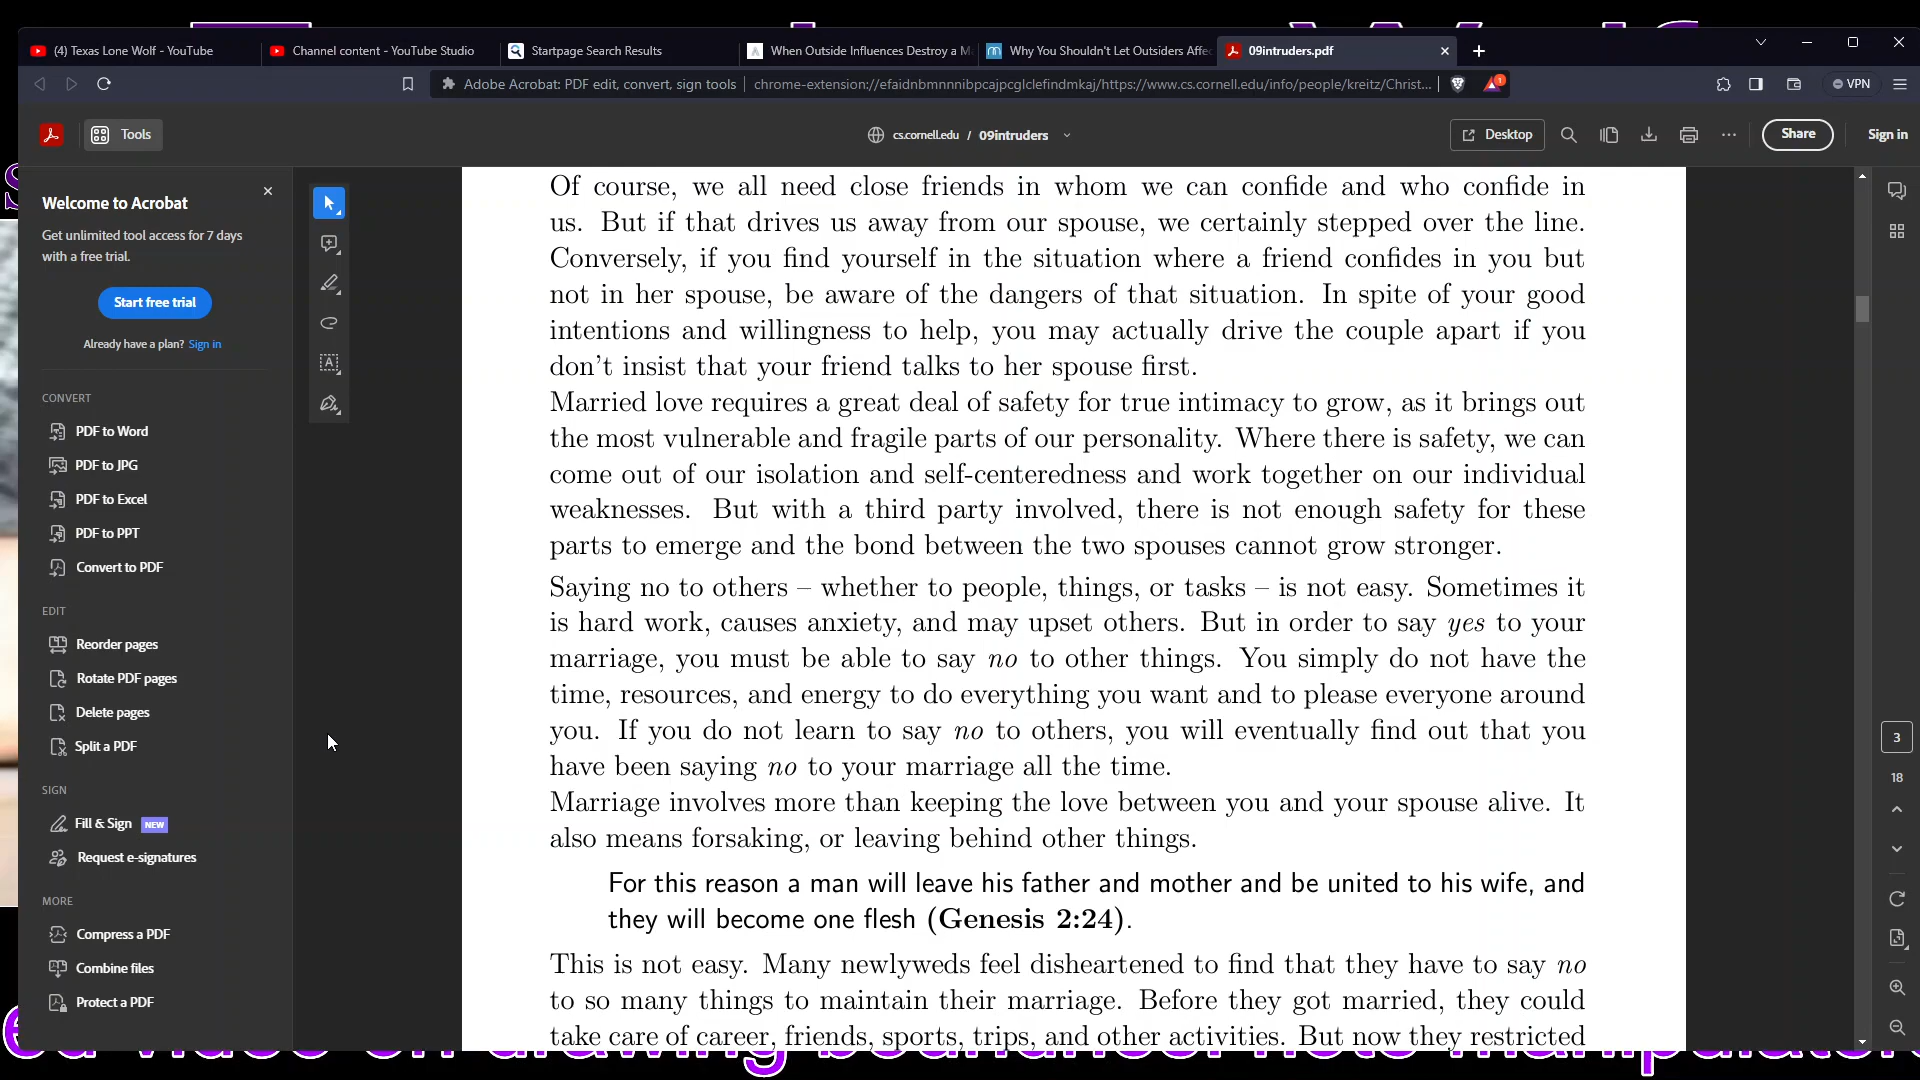 (4) Texas Lone Wolf - YouTube
Channel content - YouTube Studio
Startpage Search Results
When Outside Influences Destroy a M
Why You Shouldn't Let Outsiders Affec
09intruders.pdf
Adobe Acrobat: PDF edit, convert, sign tools
chrome-extension://efaidnbmnnnibpcajpcglclefindmkaj/https://www.cs.cornell.edu/info/people/kreitz/Christ...
1
VPN
Tools
cs.cornell.edu / 09intruders
Desktop
Share
Sign in
Welcome to Acrobat
Get unlimited tool access for 7 days
with a free trial.
Start free trial
Already have a plan? Sign in
CONVERT
PDF to Word
PDF to JPG
PDF to Excel
PDF to PPT
Convert to PDF
EDIT
Reorder pages
Rotate PDF pages
Delete pages
Split a PDF
SIGN
Fill & Sign NEW
Request e-signatures
MORE
Compress a PDF
Combine files
Protect a PDF
Of course, we all need close friends in whom we can confide and who confide in
us. But if that drives us away from our spouse, we certainly stepped over the line.
Conversely, if you find yourself in the situation where a friend confides in you but
not in her spouse, be aware of the dangers of that situation. In spite of your good
intentions and willingness to help, you may actually drive the couple apart if you
don't insist that your friend talks to her spouse first.
Married love requires a great deal of safety for true intimacy to grow, as it brings out
the most vulnerable and fragile parts of our personality. Where there is safety, we can
come out of our isolation and self-centeredness and work together on our individual
weaknesses. But with a third party involved, there is not enough safety for these
parts to emerge and the bond between the two spouses cannot grow stronger.
Saying no to others – whether to people, things, or tasks – is not easy. Sometimes it
is hard work, causes anxiety, and may upset others. But in order to say yes to your
marriage, you must be able to say no to other things. You simply do not have the
time, resources, and energy to do everything you want and to please everyone around
you. If you do not learn to say no to others, you will eventually find out that you
have been saying no to your marriage all the time.
Marriage involves more than keeping the love between you and your spouse alive. It
also means forsaking, or leaving behind other things.
For this reason a man will leave his father and mother and be united to his wife, and
they will become one flesh (Genesis 2:24).
This is not easy. Many newlyweds feel disheartened to find that they have to say no
to so many things to maintain their marriage. Before they got married, they could
take care of career, friends, sports, trips, and other activities. But now they restricted
3
18